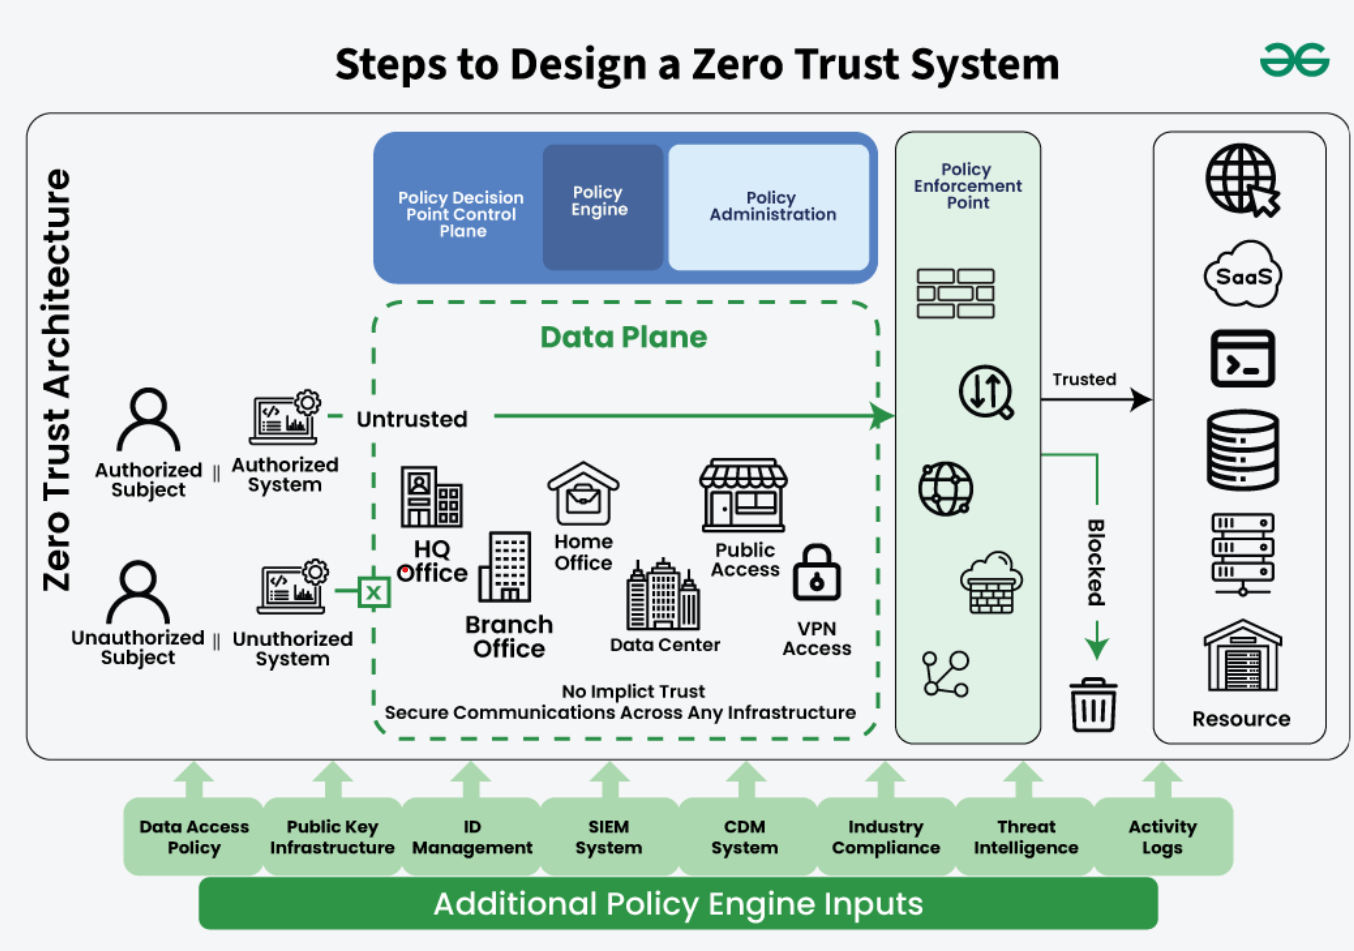 Steps to Design a Zero Trust System
Zero Trust Architecture
Policy Decision
Point Control
Plane
Policy
Engine
Policy
Administration
Policy
Enforcement
Point
Data Plane
SaaS
Trusted
Untrusted
Authorized
Subject
||
Authorized
System
HQ
Office
Home
Office
Public
Access
Blocked
X
Branch
Office
Data Center
VPN
Access
Unauthorized
Subject
||
Unuthorized
System
No Implict Trust
Secure Communications Across Any Infrastructure
Resource
Data Access
Policy
Public Key
Infrastructure
ID
Management
SIEM
System
CDM
System
Industry
Compliance
Threat
Intelligence
Activity
Logs
Additional Policy Engine Inputs